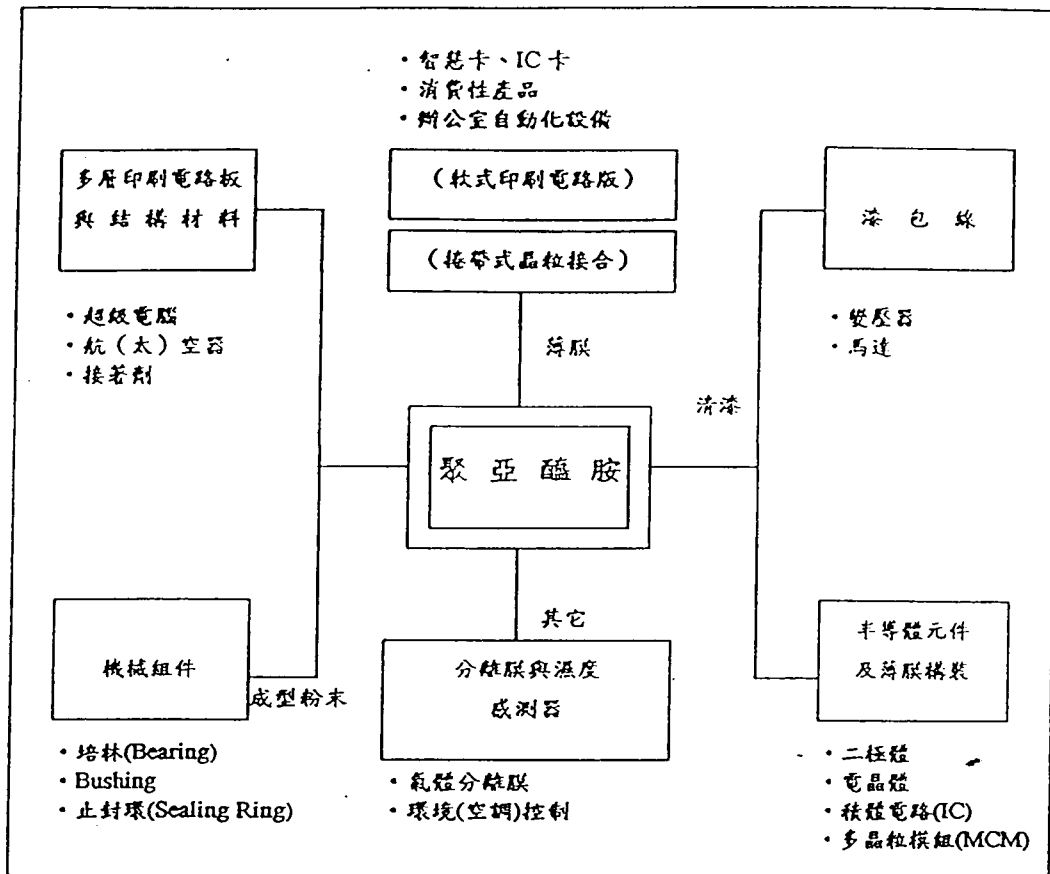 ・智慧卡、IC 卡
・消費性產品
・辦公室自動化設備
多層印刷電路板
與結構材料
(軟式印刷電路版)
(捲帶式晶粒接合)
漆包線
・超級電腦
・航(太)空器
・接著劑
薄膜
・變壓器
・馬達
清漆
聚亞醯胺
其它
機械組件
成型粉末
分離膜與濕度
感測器
半導體元件
及薄膜構裝
・培林(Bearing)
・Bushing
・止封環(Sealing Ring)
・氣體分離膜
・環境(空調)控制
・二極體
・電晶體
・積體電路(IC)
・多晶粒模組(MCM)